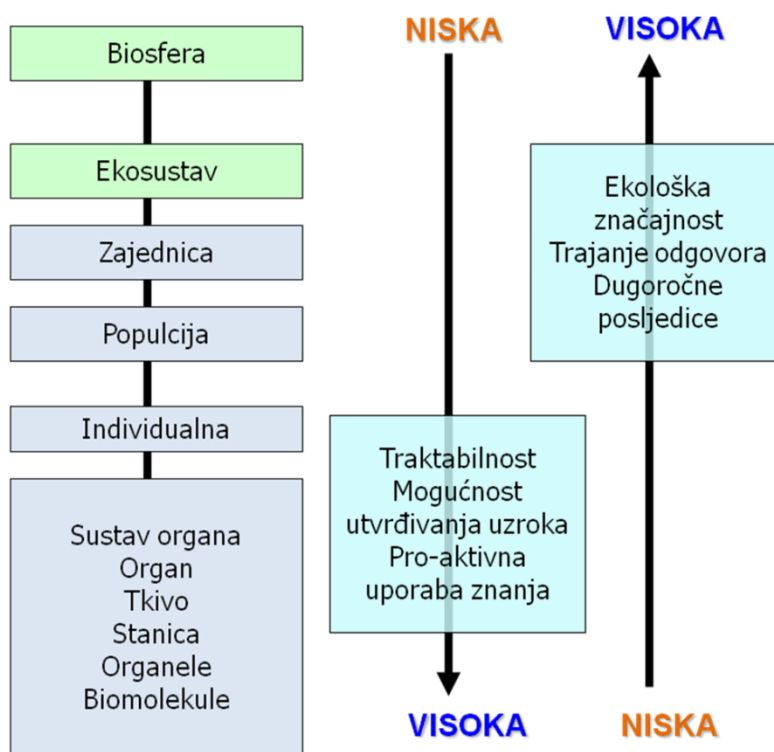 Biosfera
Ekosustav
Zajednica
Populcija
Individualna
Sustav organa
Organ
Tkivo
Stanica
Organele
Biomolekule
NISKA
Traktabilnost
Mogućnost
utvrđivanja uzroka
Pro-aktivna
uporaba znanja
VISOKA
VISOKA
Ekološka
značajnost
Trajanje odgovora
Dugoročne
posljedice
NISKA